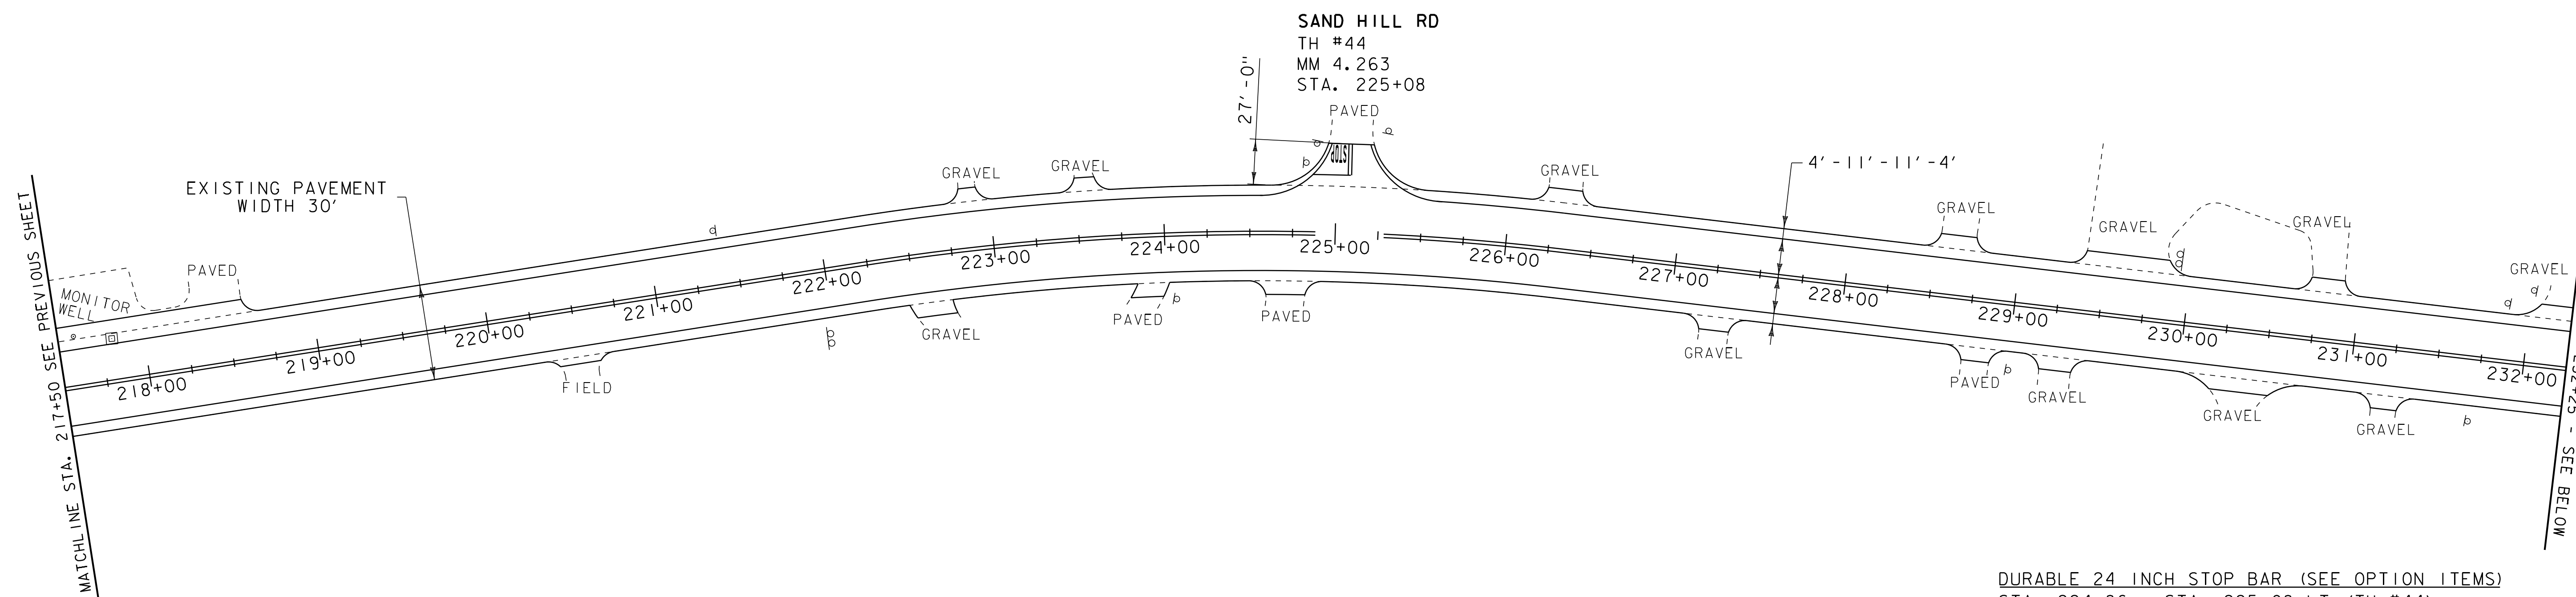 SAND HILL RD
TH #44
MM 4.263
STA. 225+08
PAVED
27'-0"
STOP
EXISTING PAVEMENT
WIDTH 30'
GRAVEL
GRAVEL
GRAVEL
4'-11'-11'-4'
GRAVEL
GRAVEL
GRAVEL
GRAVEL
MATCHLINE STA. 217+50 SEE PREVIOUS SHEET
MONITOR
WELL
PAVED
218+00
219+00
220+00
221+00
222+00
223+00
224+00
225+00
226+00
227+00
228+00
229+00
230+00
231+00
232+00
FIELD
GRAVEL
PAVED
PAVED
GRAVEL
PAVED
GRAVEL
GRAVEL
GRAVEL
232+25 - SEE BELOW
DURABLE 24 INCH STOP BAR (SEE OPTION ITEMS)